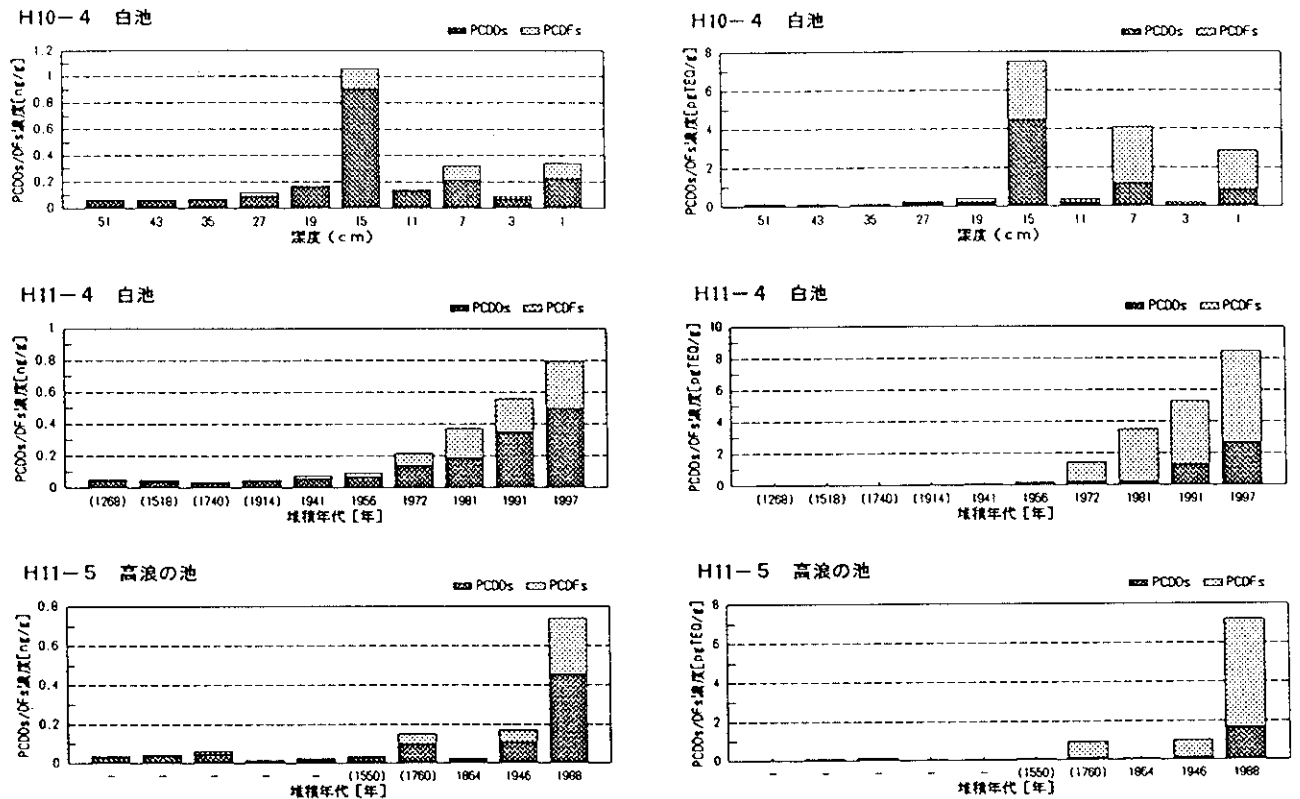 H10-4 白池
PCDDs PCDFs
PCDDs/DFs濃度[ng/g]
1.2
1
0.8
0.6
0.4
0.2
0
51 43 35 27 19 15 11 7 3 1
深度(cm)
H10-4 白池
PCDDs PCDFs
PCDDs/DFs濃度[pgTEQ/g]
8
6
4
2
0
51 43 35 27 19 15 11 7 3 1
深度(cm)
H11-4 白池
PCDDs PCDFs
PCDDs/DFs濃度[ng/g]
1
0.8
0.6
0.4
0.2
0
(1268) (1518) (1740) (1914) 1941 1956 1972 1981 1991 1997
堆積年代[年]
H11-4 白池
PCDDs PCDFs
PCDDs/DFs濃度[pgTEQ/g]
10
8
6
4
2
0
(1268) (1518) (1740) (1914) 1941 1956 1972 1981 1991 1997
堆積年代[年]
H11-5 高浪の池
PCDDs PCDFs
PCDDs/DFs濃度[ng/g]
0.8
0.6
0.4
0.2
0
- - - - - (1550) (1760) 1864 1946 1988
堆積年代[年]
H11-5 高浪の池
PCDDs PCDFs
PCDDs/DFs濃度[pgTEQ/g]
8
6
4
2
0
- - - - - (1550) (1760) 1864 1946 1988
堆積年代[年]